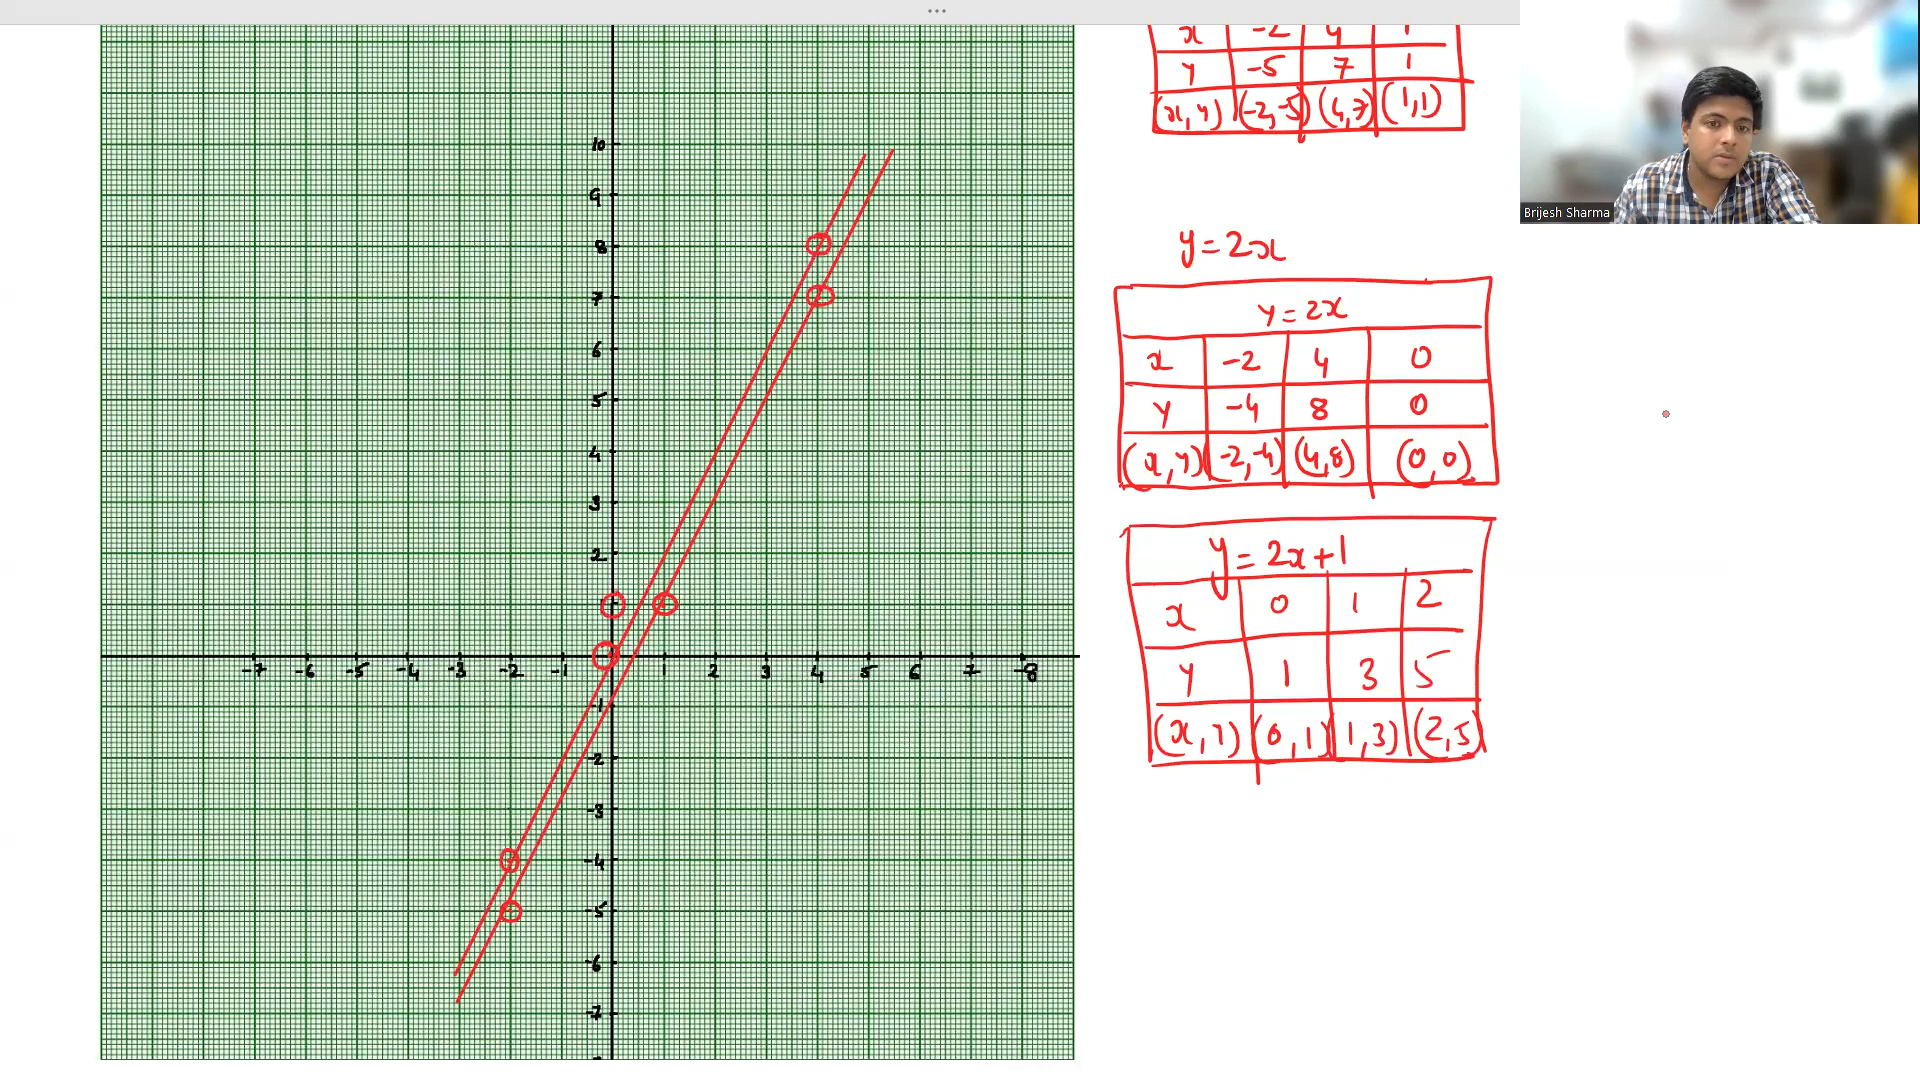 x -2 4 1
y -5 7 1
(x,y) (-2,-5) (4,7) (1,1)
Brijesh Sharma
y = 2x
y = 2x
x -2 4 0
y -4 8 0
(x,y) (-2,-4) (4,8) (0,0)
y = 2x+1
x 0 1 2
y 1 3 5
(x,y) (0,1) (1,3) (2,5)
10
9
8
7
6
5
4
3
2
1
-7 -6 -5 -4 -3 -2 -1 1 2 3 4 5 6 7 -8
-1
-2
-3
-4
-5
-6
-7